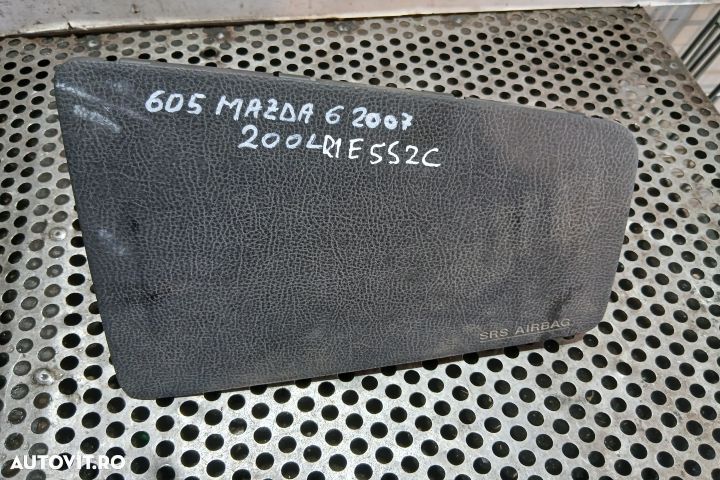 605 MAZDA 6 2007
200LR1E552C
SRS AIRBAG
AUTOVIT.RO